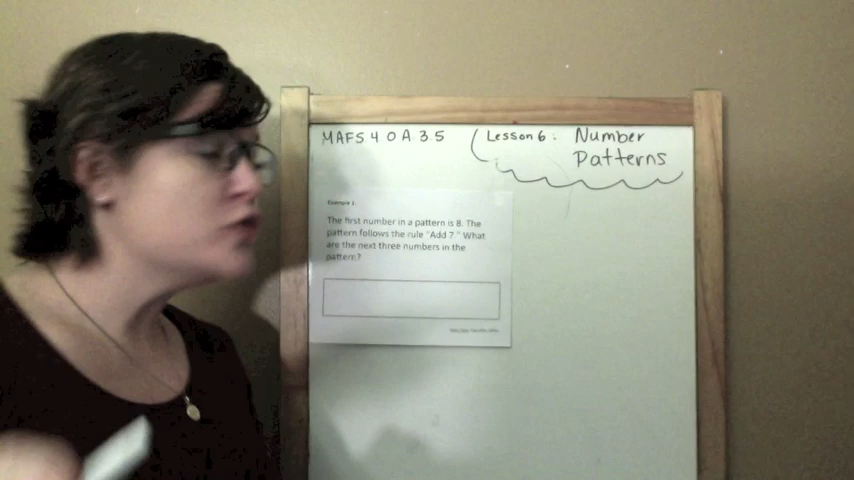 MAFS 4 O A 3 5
Lesson 6: Number
Patterns
Example 1.
The first number in a pattern is 8. The
pattern follows the rule "Add 7." What
are the next three numbers in the
pattern?